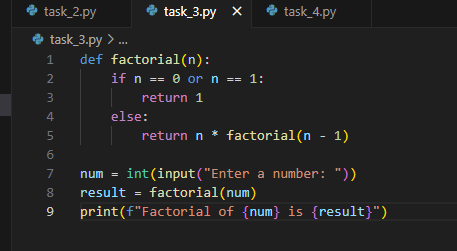 task_2.py task_3.py × task_4.py
task_3.py > ...
1 def factorial(n):
2     if n == 0 or n == 1:
3         return 1
4     else:
5         return n * factorial(n - 1)
6
7 num = int(input("Enter a number: "))
8 result = factorial(num)
9 print(f"Factorial of {num} is {result}")